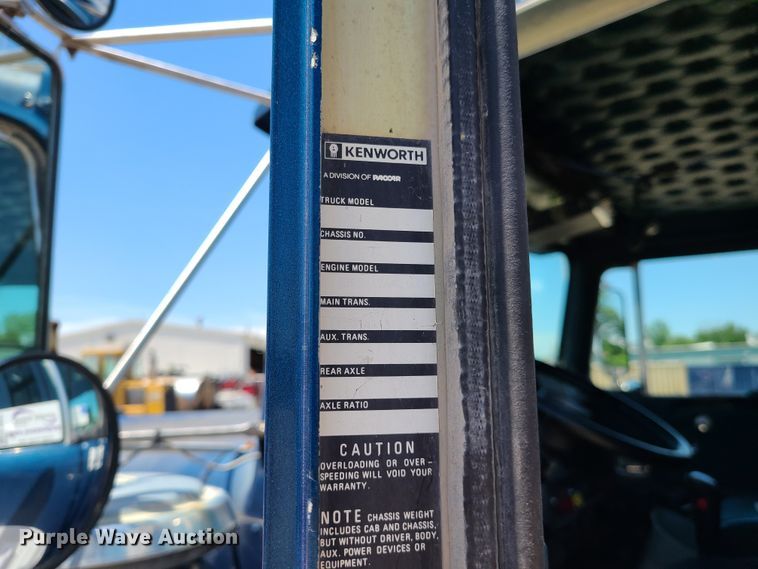 KENWORTH
A DIVISION OF PACCAR
TRUCK MODEL
CHASSIS NO.
ENGINE MODEL
MAIN TRANS.
AUX. TRANS.
REAR AXLE
AXLE RATIO
CAUTION
OVERLOADING OR OVER-
SPEEDING WILL VOID YOUR
WARRANTY.
NOTE CHASSIS WEIGHT
INCLUDES CAB AND CHASSIS,
BUT WITHOUT DRIVER, BODY,
AUX. POWER DEVICES OR
EQUIPMENT.
Purple Wave Auction